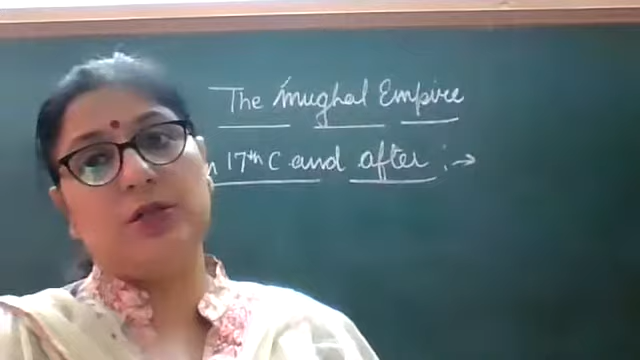 The Mughal Empire
17th C and after :→